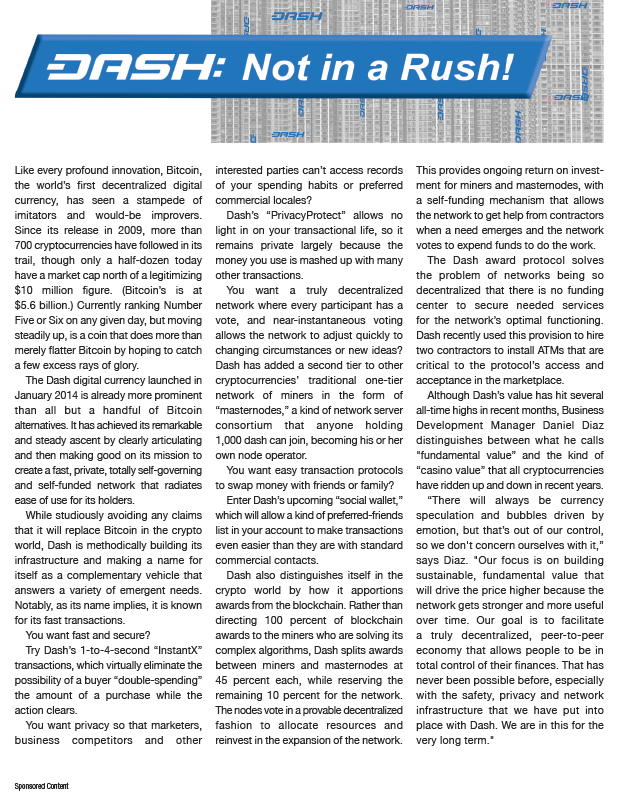 DASH: Not in a Rush!
Like every profound innovation, Bitcoin,
the world's first decentralized digital
currency, has seen a stampede of
imitators and would-be improvers.
Since its release in 2009, more than
700 cryptocurrencies have followed in its
trail, though only a half-dozen today
have a market cap north of a legitimizing
$10 million figure. (Bitcoin's is at
$5.6 billion.) Currently ranking Number
Five or Six on any given day, but moving
steadily up, is a coin that does more than
merely flatter Bitcoin by hoping to catch
a few excess rays of glory.
The Dash digital currency launched in
January 2014 is already more prominent
than all but a handful of Bitcoin
alternatives. It has achieved its remarkable
and steady ascent by clearly articulating
and then making good on its mission to
create a fast, private, totally self-governing
and self-funded network that radiates
ease of use for its holders.
While studiously avoiding any claims
that it will replace Bitcoin in the crypto
world, Dash is methodically building its
infrastructure and making a name for
itself as a complementary vehicle that
answers a variety of emergent needs.
Notably, as its name implies, it is known
for its fast transactions.
You want fast and secure?
Try Dash's 1-to-4-second "InstantX"
transactions, which virtually eliminate the
possibility of a buyer "double-spending"
the amount of a purchase while the
action clears.
You want privacy so that marketers,
business competitors and other
interested parties can't access records
of your spending habits or preferred
commercial locales?
Dash's "PrivacyProtect" allows no
light in on your transactional life, so it
remains private largely because the
money you use is mashed up with many
other transactions.
You want a truly decentralized
network where every participant has a
vote, and near-instantaneous voting
allows the network to adjust quickly to
changing circumstances or new ideas?
Dash has added a second tier to other
cryptocurrencies' traditional one-tier
network of miners in the form of
"masternodes," a kind of network server
consortium that anyone holding
1,000 dash can join, becoming his or her
own node operator.
You want easy transaction protocols
to swap money with friends or family?
Enter Dash's upcoming "social wallet,"
which will allow a kind of preferred-friends
list in your account to make transactions
even easier than they are with standard
commercial contacts.
Dash also distinguishes itself in the
crypto world by how it apportions
awards from the blockchain. Rather than
directing 100 percent of blockchain
awards to the miners who are solving its
complex algorithms, Dash splits awards
between miners and masternodes at
45 percent each, while reserving the
remaining 10 percent for the network.
The nodes vote in a provable decentralized
fashion to allocate resources and
reinvest in the expansion of the network.
This provides ongoing return on invest-
ment for miners and masternodes, with
a self-funding mechanism that allows
the network to get help from contractors
when a need emerges and the network
votes to expend funds to do the work.
The Dash award protocol solves
the problem of networks being so
decentralized that there is no funding
center to secure needed services
for the network's optimal functioning.
Dash recently used this provision to hire
two contractors to install ATMs that are
critical to the protocol's access and
acceptance in the marketplace.
Although Dash's value has hit several
all-time highs in recent months, Business
Development Manager Daniel Diaz
distinguishes between what he calls
"fundamental value" and the kind of
"casino value" that all cryptocurrencies
have ridden up and down in recent years.
"There will always be currency
speculation and bubbles driven by
emotion, but that's out of our control,
so we don't concern ourselves with it,"
says Diaz. "Our focus is on building
sustainable, fundamental value that
will drive the price higher because the
network gets stronger and more useful
over time. Our goal is to facilitate
a truly decentralized, peer-to-peer
economy that allows people to be in
total control of their finances. That has
never been possible before, especially
with the safety, privacy and network
infrastructure that we have put into
place with Dash. We are in this for the
very long term."
Sponsored Content